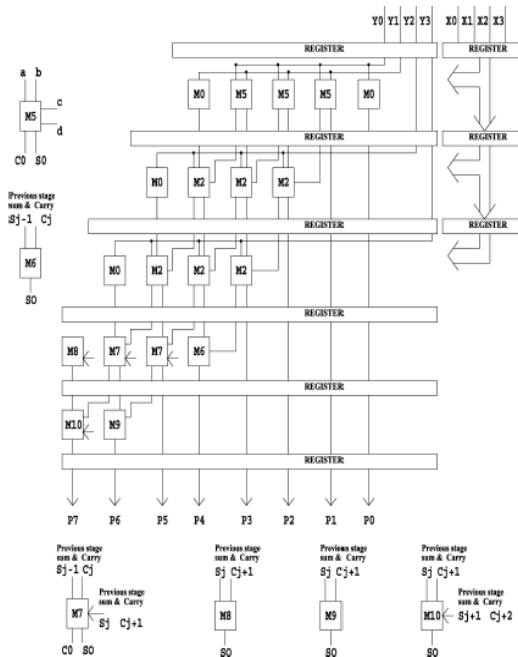 Y0 Y1 Y2 Y3 X0 X1 X2 X3
REGISTER REGISTER
M0 M5 M5 M5 M0
a b
M5 c
d
C0 S0
REGISTER REGISTER
M0 M2 M2 M2
Previous stage
sum & Carry
Sj-1 Cj
M6
S0
REGISTER REGISTER
M0 M2 M2 M2
REGISTER
M8 M7 M7 M6
REGISTER
M10 M9
REGISTER
P7 P6 P5 P4 P3 P2 P1 P0
Previous stage
sum & Carry
Sj-1 Cj
M7
Previous stage
sum & Carry
Sj Cj+1
C0 S0
Previous stage
sum & Carry
Sj Cj+1
M8
S0
Previous stage
sum & Carry
Sj Cj+1
M9
S0
Previous stage
sum & Carry
Sj Cj+1
M10
Previous stage
sum & Carry
Sj+1 Cj+2
S0